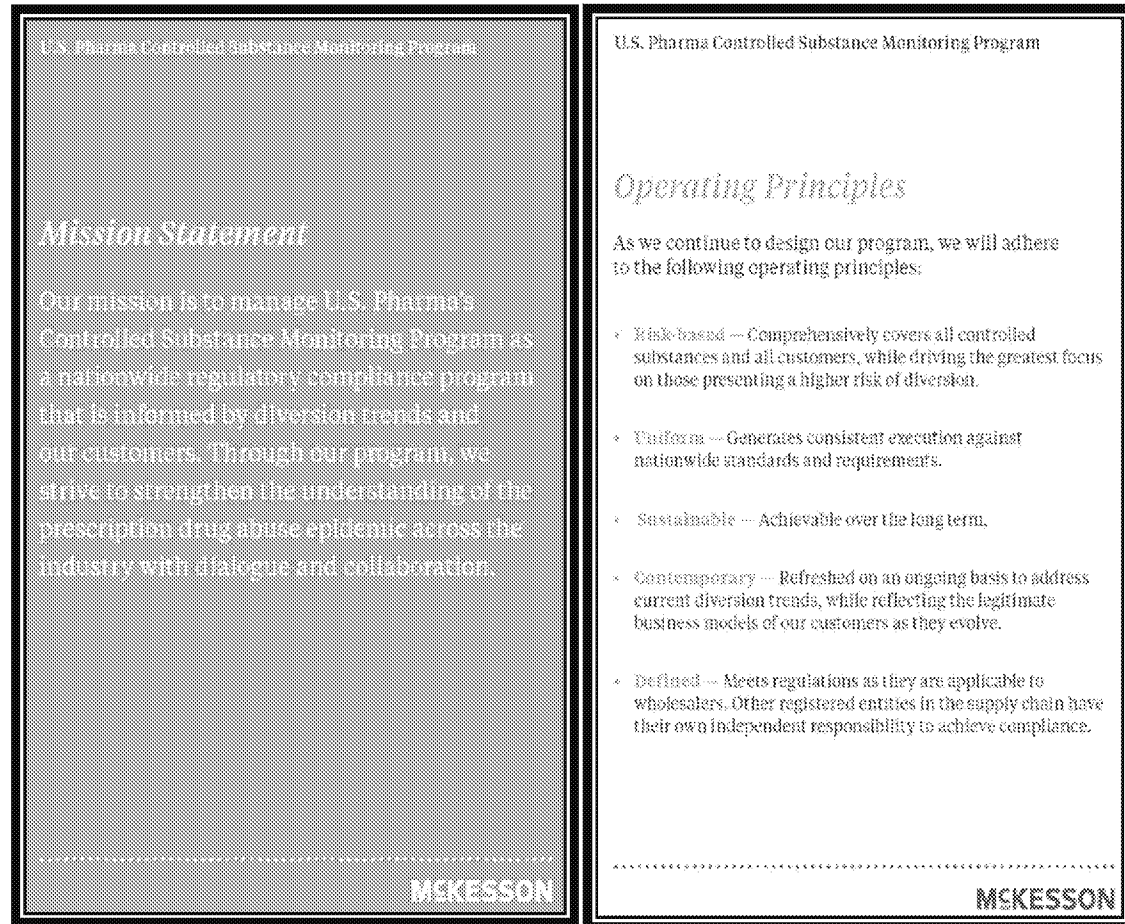 U.S. Pharma Controlled Substance Monitoring Program
Mission Statement
Our mission is to manage U.S. Pharma's
Controlled Substance Monitoring Program as
a nationwide regulatory compliance program
that is informed by diversion trends and
our customers. Through our program, we
strive to strengthen the understanding of the
prescription drug abuse epidemic across the
industry with dialogue and collaboration.
McKESSON
U.S. Pharma Controlled Substance Monitoring Program
Operating Principles
As we continue to design our program, we will adhere
to the following operating principles:
• Risk-based — Comprehensively covers all controlled
substances and all customers, while driving the greatest focus
on those presenting a higher risk of diversion.
• Uniform — Generates consistent execution against
nationwide standards and requirements.
• Sustainable — Achievable over the long term.
• Contemporary — Refreshed on an ongoing basis to address
current diversion trends, while reflecting the legitimate
business models of our customers as they evolve.
• Defined — Meets regulations as they are applicable to
wholesalers. Other registered entities in the supply chain have
their own independent responsibility to achieve compliance.
McKESSON